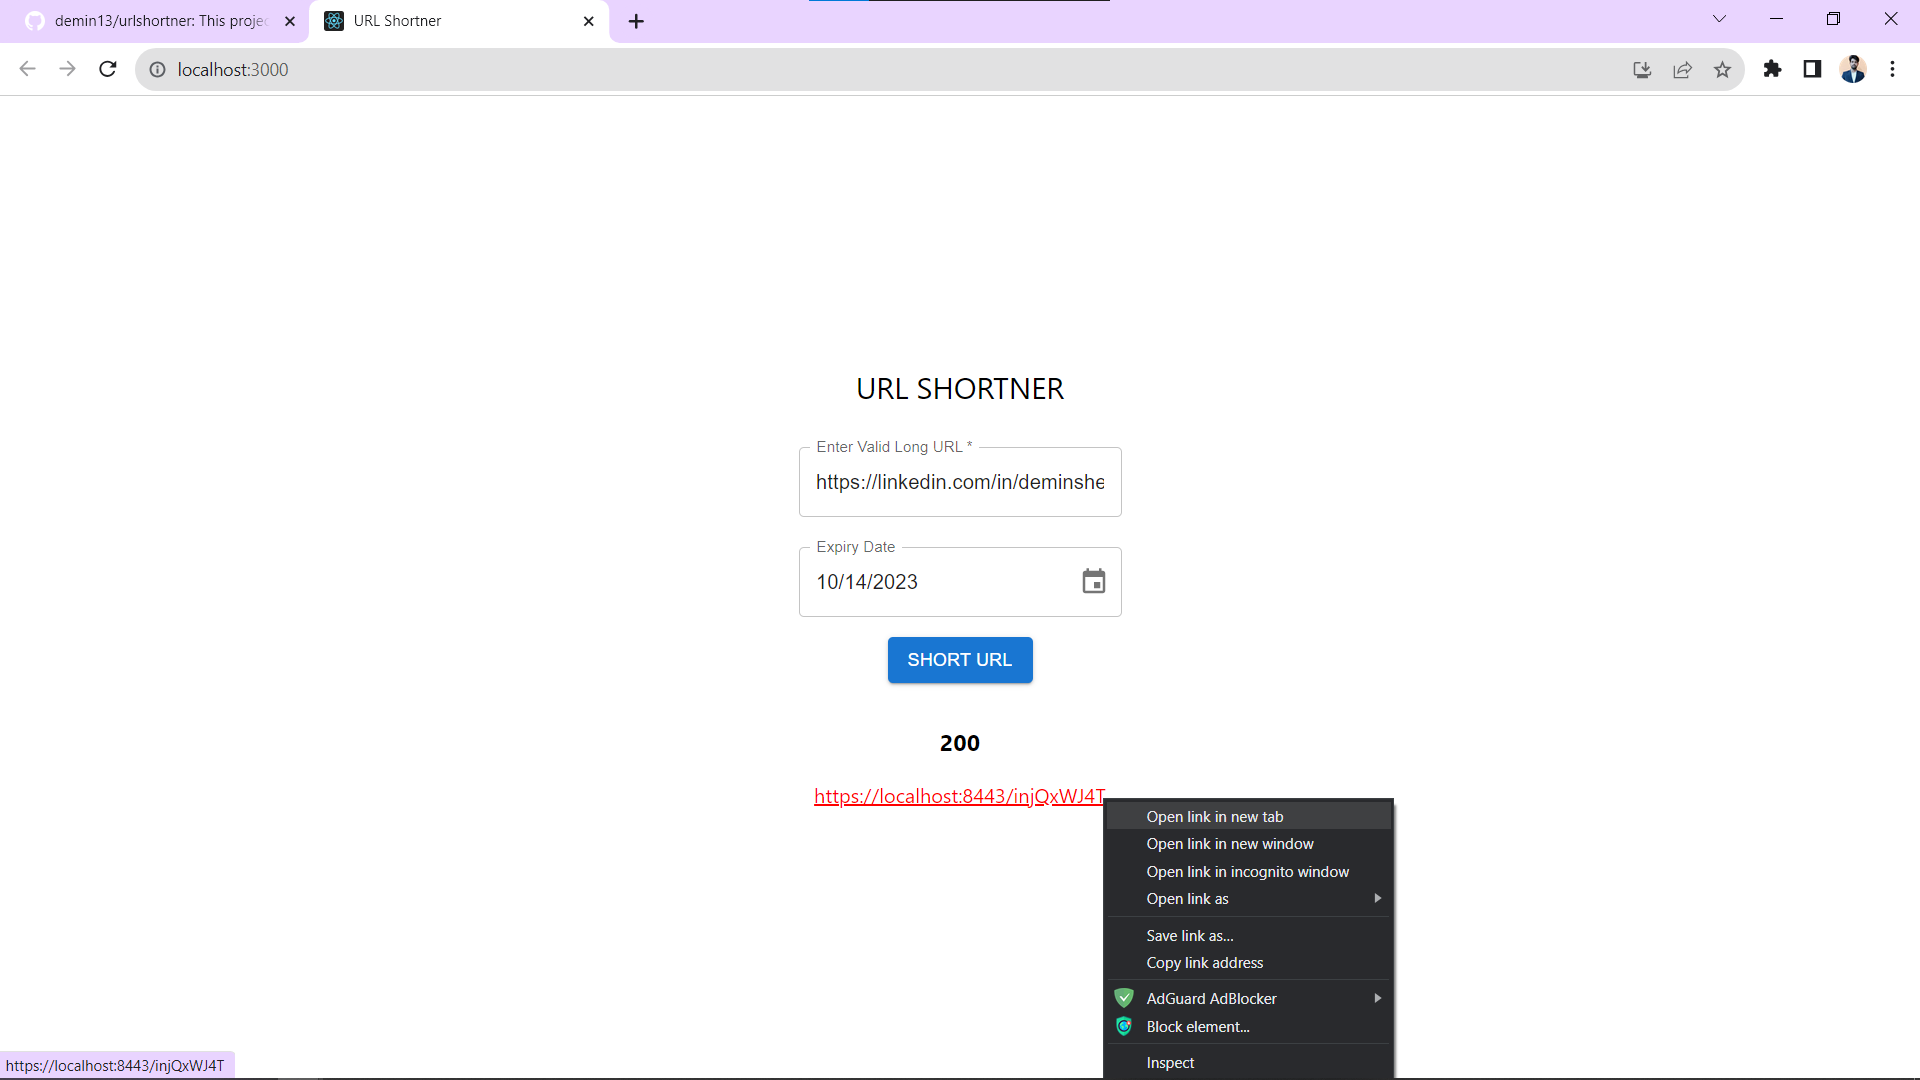 demin13/urlshortner: This projec
URL Shortner
localhost:3000
URL SHORTNER
Enter Valid Long URL *
https://linkedin.com/in/deminshe
Expiry Date
10/14/2023
SHORT URL
200
https://localhost:8443/injQxWJ4T
Open link in new tab
Open link in new window
Open link in incognito window
Open link as
Save link as...
Copy link address
AdGuard AdBlocker
Block element...
Inspect
https://localhost:8443/injQxWJ4T